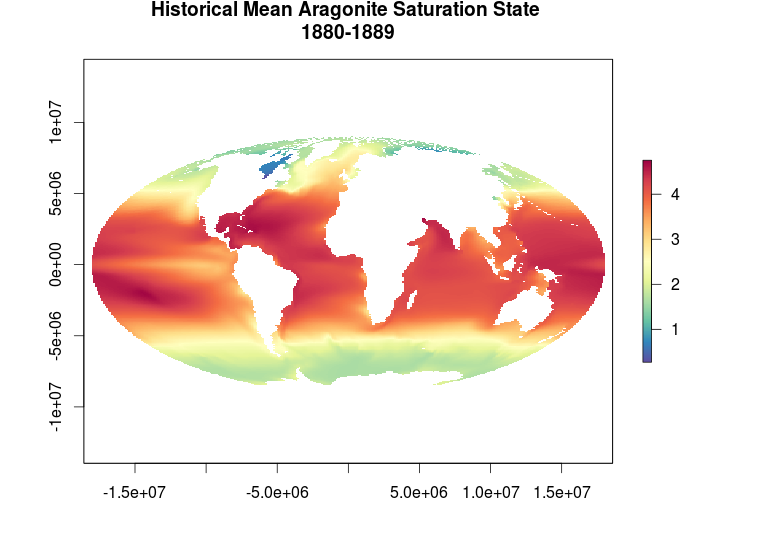 Historical Mean Aragonite Saturation State
1880-1889
1e+07
5e+06
0e+00
-5e+06
-1e+07
4
3
2
1
-1.5e+07
-5.0e+06
5.0e+06
1.0e+07
1.5e+07